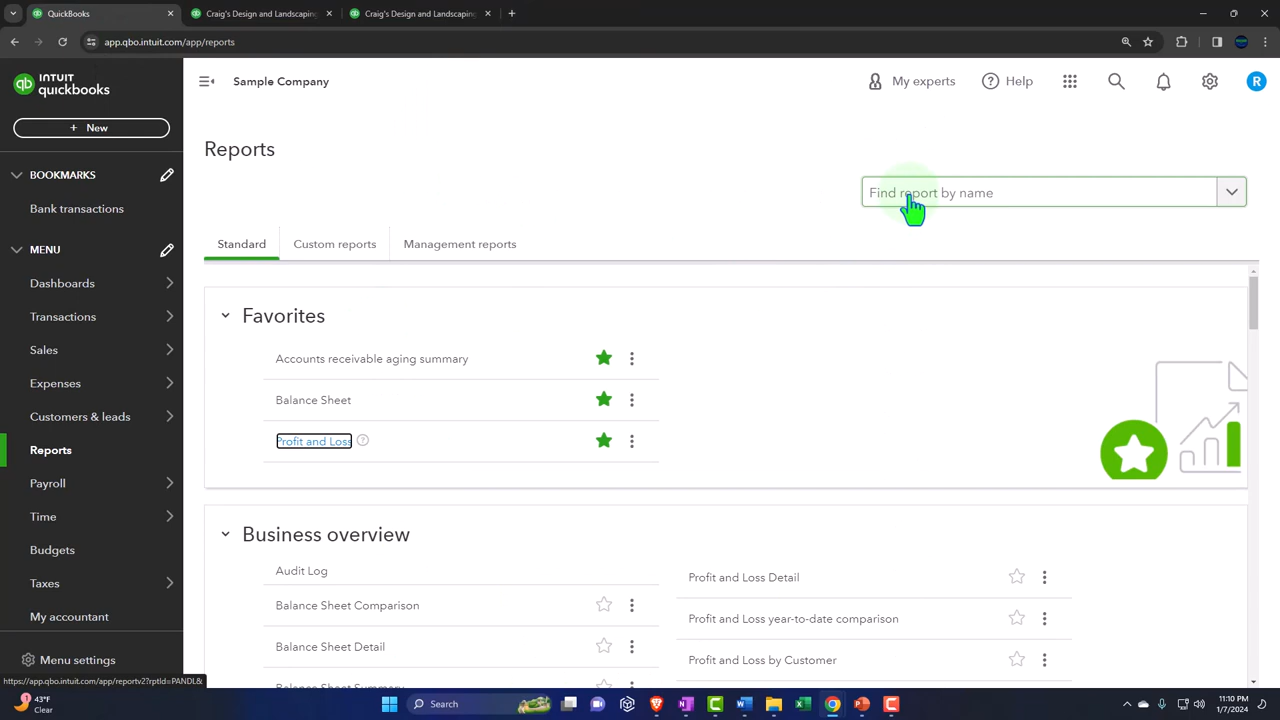 QuickBooks
Craig's Design and Landscaping
Craig's Design and Landscaping
app.qbo.intuit.com/app/reports
INTUIT
quickbooks
Sample Company
My experts
Help
R
+ New
Reports
BOOKMARKS
Find report by name
Bank transactions
MENU
Standard
Custom reports
Management reports
Dashboards
Transactions
Favorites
Sales
Accounts receivable aging summary
Expenses
Balance Sheet
Customers & leads
Profit and Loss
Reports
Payroll
Time
Business overview
Budgets
Audit Log
Profit and Loss Detail
Taxes
Balance Sheet Comparison
Profit and Loss year-to-date comparison
My accountant
Balance Sheet Detail
Profit and Loss by Customer
Menu settings
Balance Sheet Summary
https://app.qbo.intuit.com/app/reportv2?rptId=PANDL&
43°F
Clear
Search
11:10 PM
1/7/2024